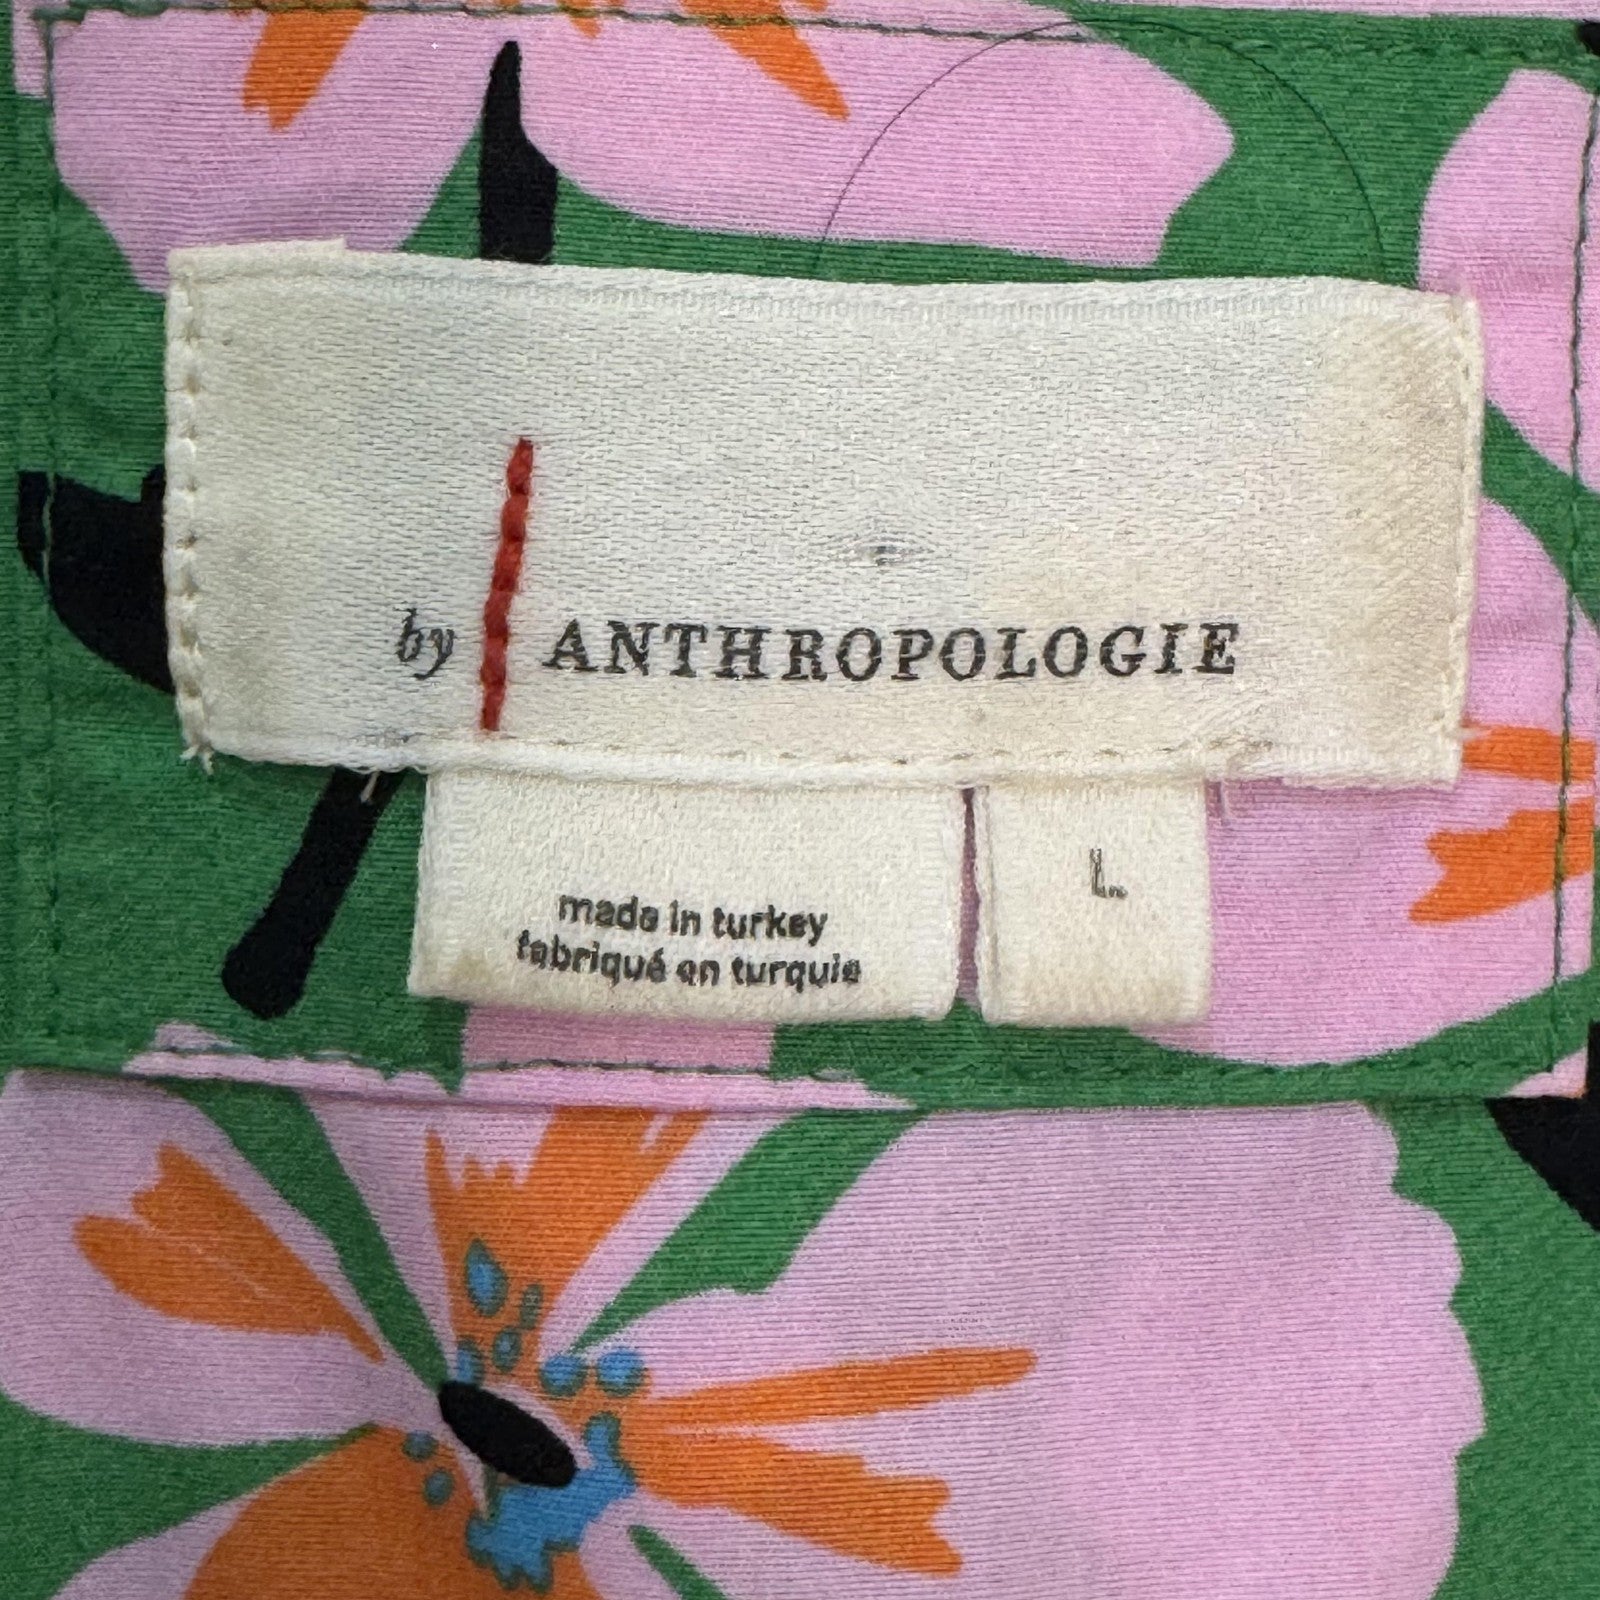 by ANTHROPOLOGIE
made in turkey
fabriqué en turquie
L